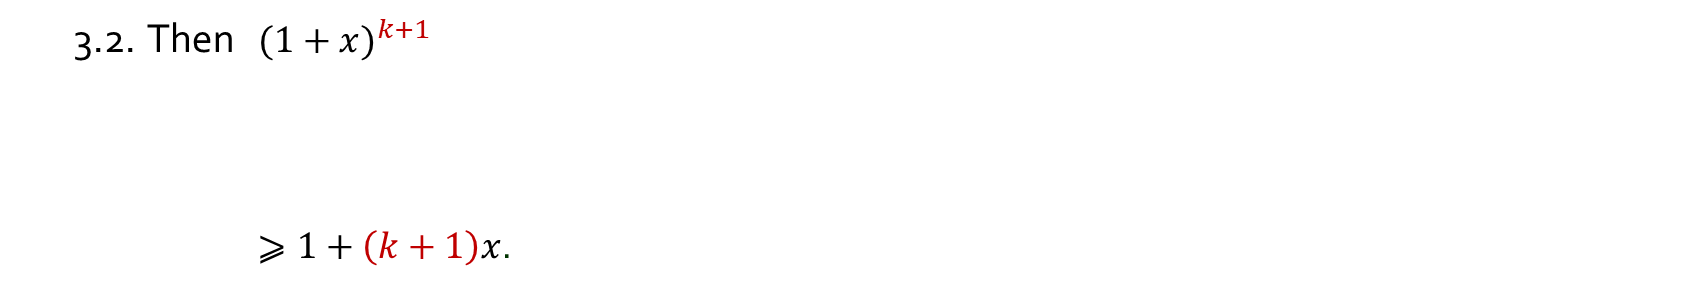 3.2. Then (1 + x)^{k+1}
⩾ 1 + (k + 1)x.